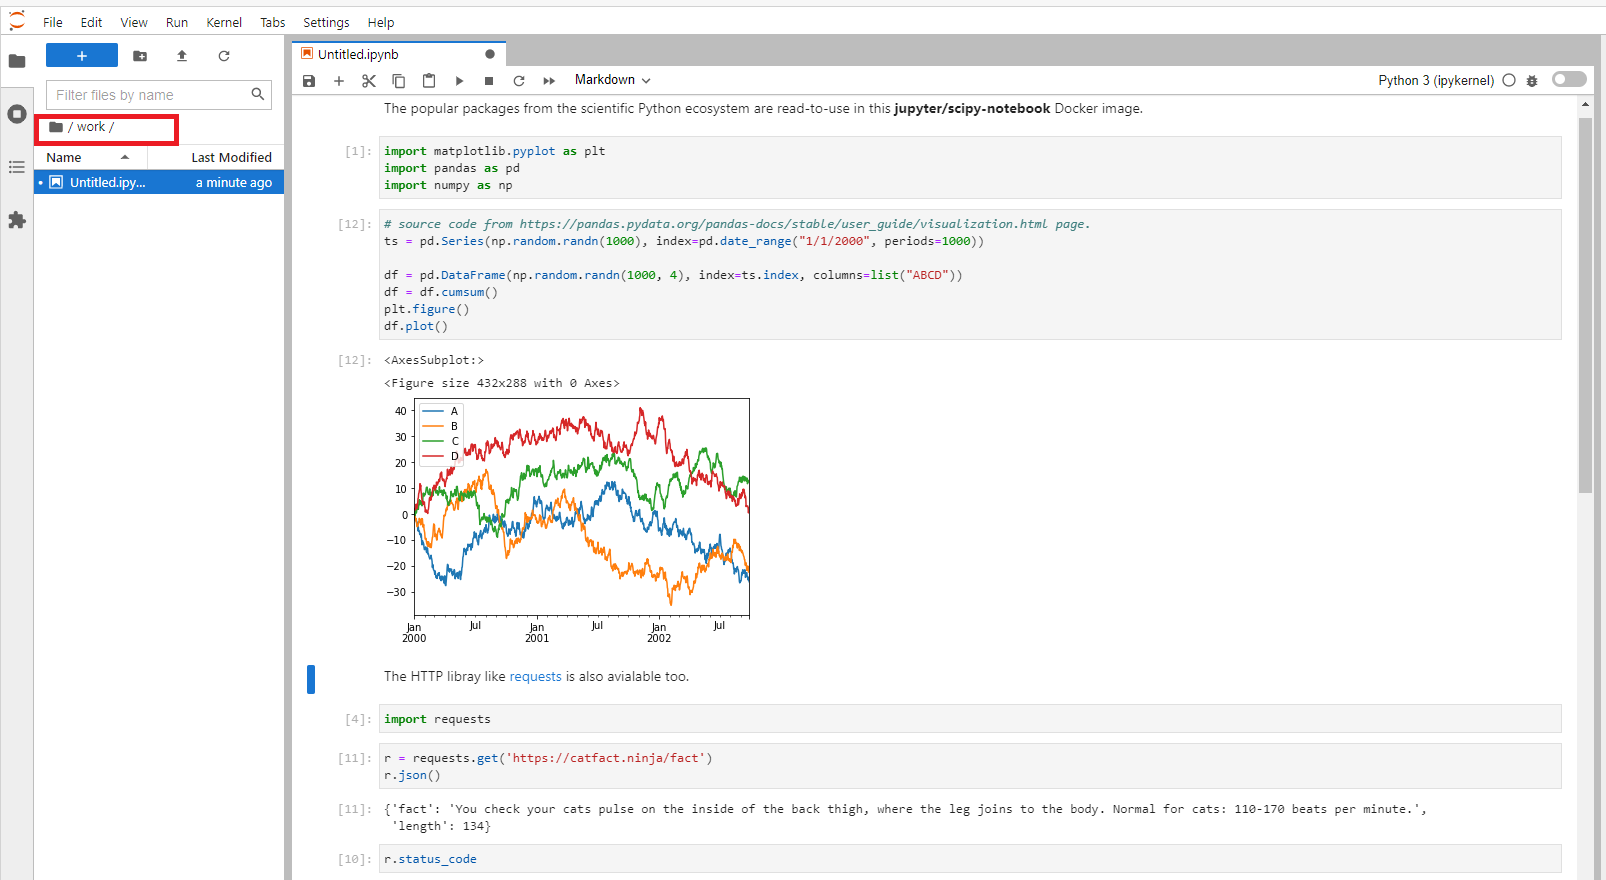 File Edit View Run Kernel Tabs Settings Help
+
Filter files by name
/ work /
Name Last Modified
Untitled.ipy... a minute ago
Untitled.ipynb
Markdown
Python 3 (ipykernel)
The popular packages from the scientific Python ecosystem are read-to-use in this jupyter/scipy-notebook Docker image.
[1]: import matplotlib.pyplot as plt
import pandas as pd
import numpy as np
[12]: # source code from https://pandas.pydata.org/pandas-docs/stable/user_guide/visualization.html page.
ts = pd.Series(np.random.randn(1000), index=pd.date_range("1/1/2000", periods=1000))
df = pd.DataFrame(np.random.randn(1000, 4), index=ts.index, columns=list("ABCD"))
df = df.cumsum()
plt.figure()
df.plot()
[12]: <AxesSubplot:>
<Figure size 432x288 with 0 Axes>
40
30
20
10
0
−10
−20
−30
A
B
C
D
Jan Jul Jan Jul Jan Jul
2000 2001 2002
The HTTP libray like requests is also avialable too.
[4]: import requests
[11]: r = requests.get('https://catfact.ninja/fact')
r.json()
[11]: {'fact': 'You check your cats pulse on the inside of the back thigh, where the leg joins to the body. Normal for cats: 110-170 beats per minute.',
'length': 134}
[10]: r.status_code